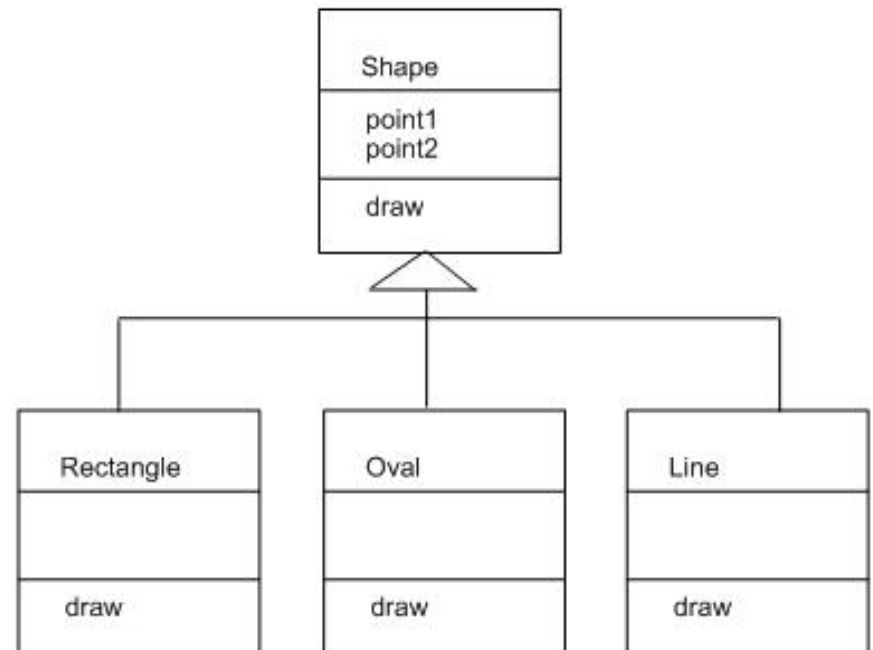 Shape
point1
point2
draw
Rectangle
Oval
Line
draw
draw
draw